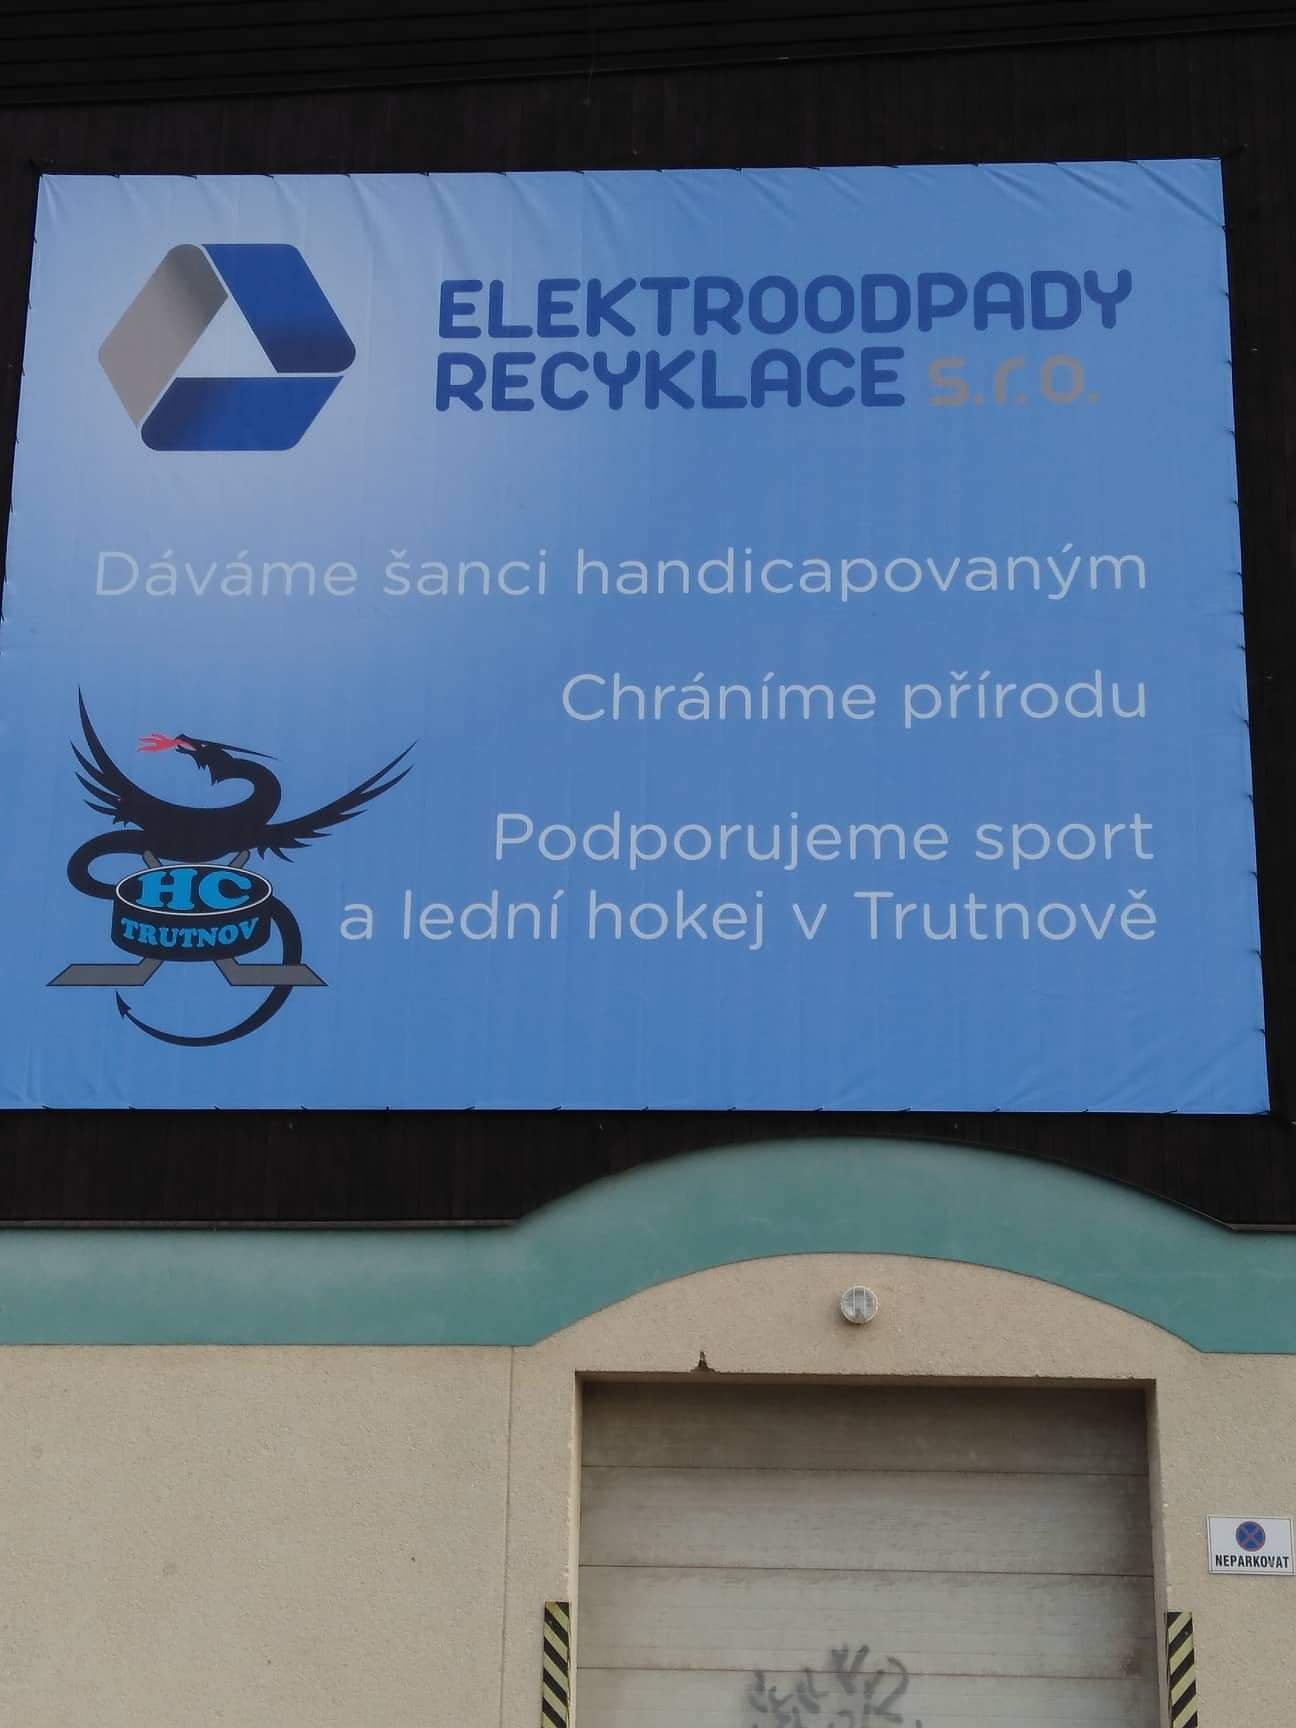 ELEKTROODPADY
RECYKLACE s.r.o.
Dáváme šanci handicapovaným
Chráníme přírodu
Podporujeme sport
a lední hokej v Trutnově
HC
TRUTNOV
NEPARKOVAT